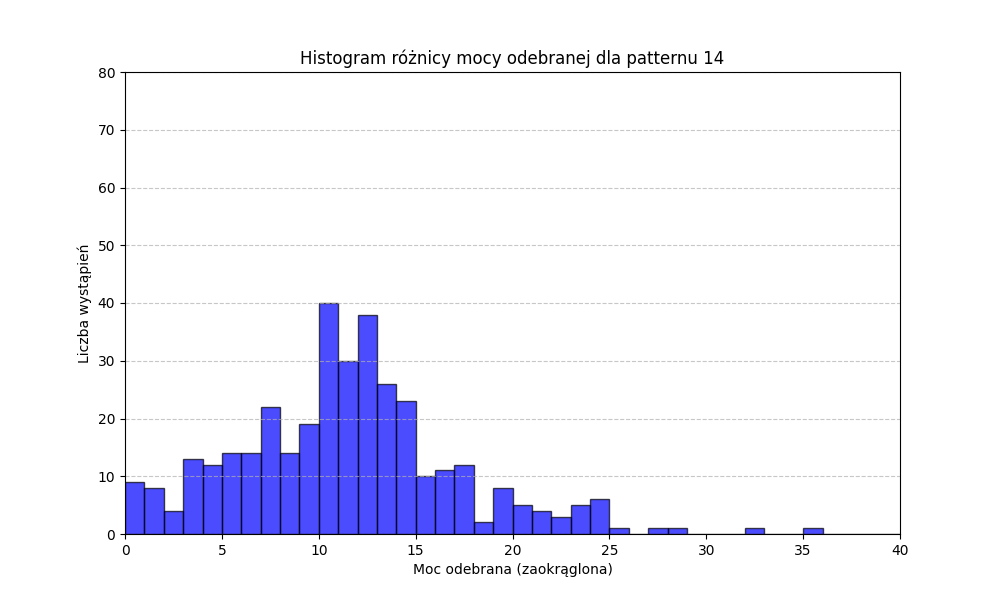 Histogram różnicy mocy odebranej dla patternu 14
80
70
60
50
40
30
20
10
0
Liczba wystąpień
0 5 10 15 20 25 30 35 40
Moc odebrana (zaokrąglona)